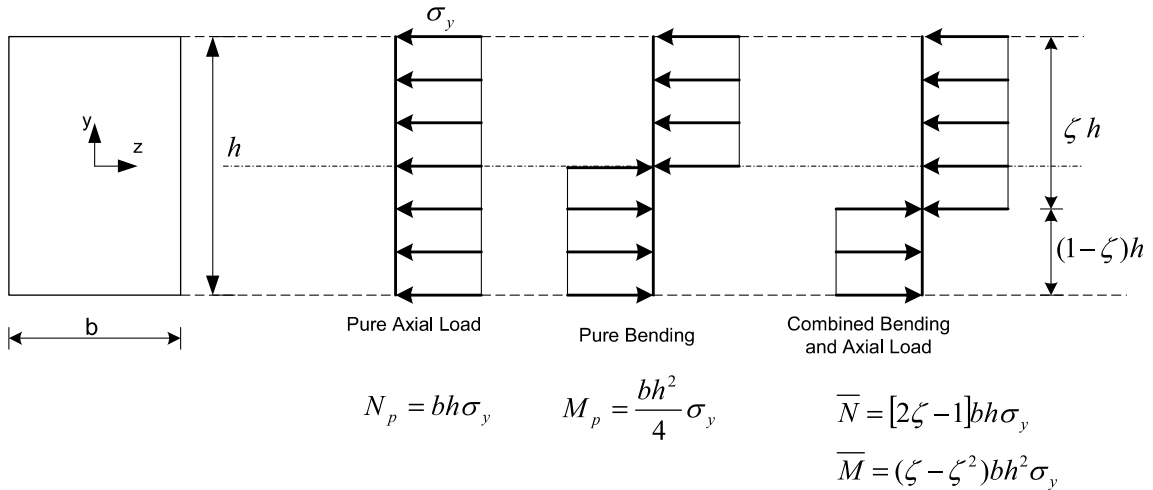 σ_y
y
z
h
ζ h
(1−ζ)h
b
Pure Axial Load
Pure Bending
Combined Bending
and Axial Load
N_p = bhσ_y
M_p = bh²/4 σ_y
N̅ = [2ζ−1]bhσ_y
M̅ = (ζ−ζ²)bh²σ_y